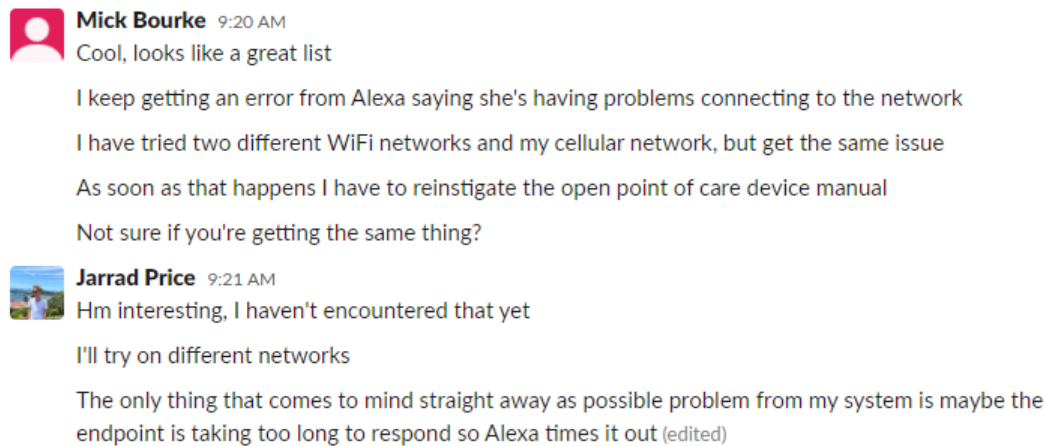 Mick Bourke 9:20 AM
Cool, looks like a great list
I keep getting an error from Alexa saying she's having problems connecting to the network
I have tried two different WiFi networks and my cellular network, but get the same issue
As soon as that happens I have to reinstigate the open point of care device manual
Not sure if you're getting the same thing?
Jarrad Price 9:21 AM
Hm interesting, I haven't encountered that yet
I'll try on different networks
The only thing that comes to mind straight away as possible problem from my system is maybe the
endpoint is taking too long to respond so Alexa times it out (edited)